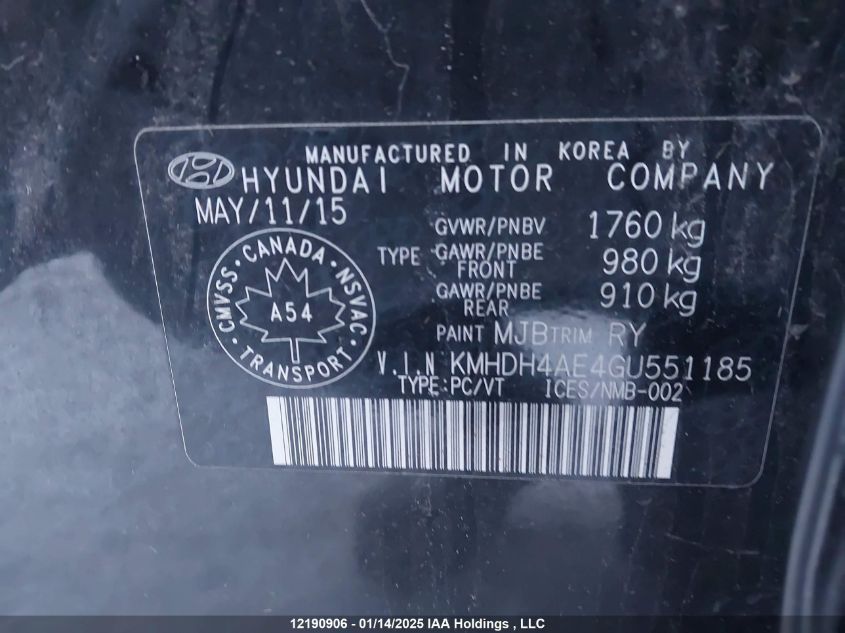 MANUFACTURED IN KOREA BY
HYUNDAI MOTOR COMPANY
MAY/11/15
GVWR/PNBV 1760 kg
TYPE GAWR/PNBE FRONT 980 kg
GAWR/PNBE REAR 910 kg
CANADA • NSVAC • TRANSPORT • CMVSS •
A54
PAINT MJB TRIM RY
V.I.N KMHDH4AE4GU551185
TYPE:PC/VT ICES/NMB-002
12190906 - 01/14/2025 IAA Holdings , LLC